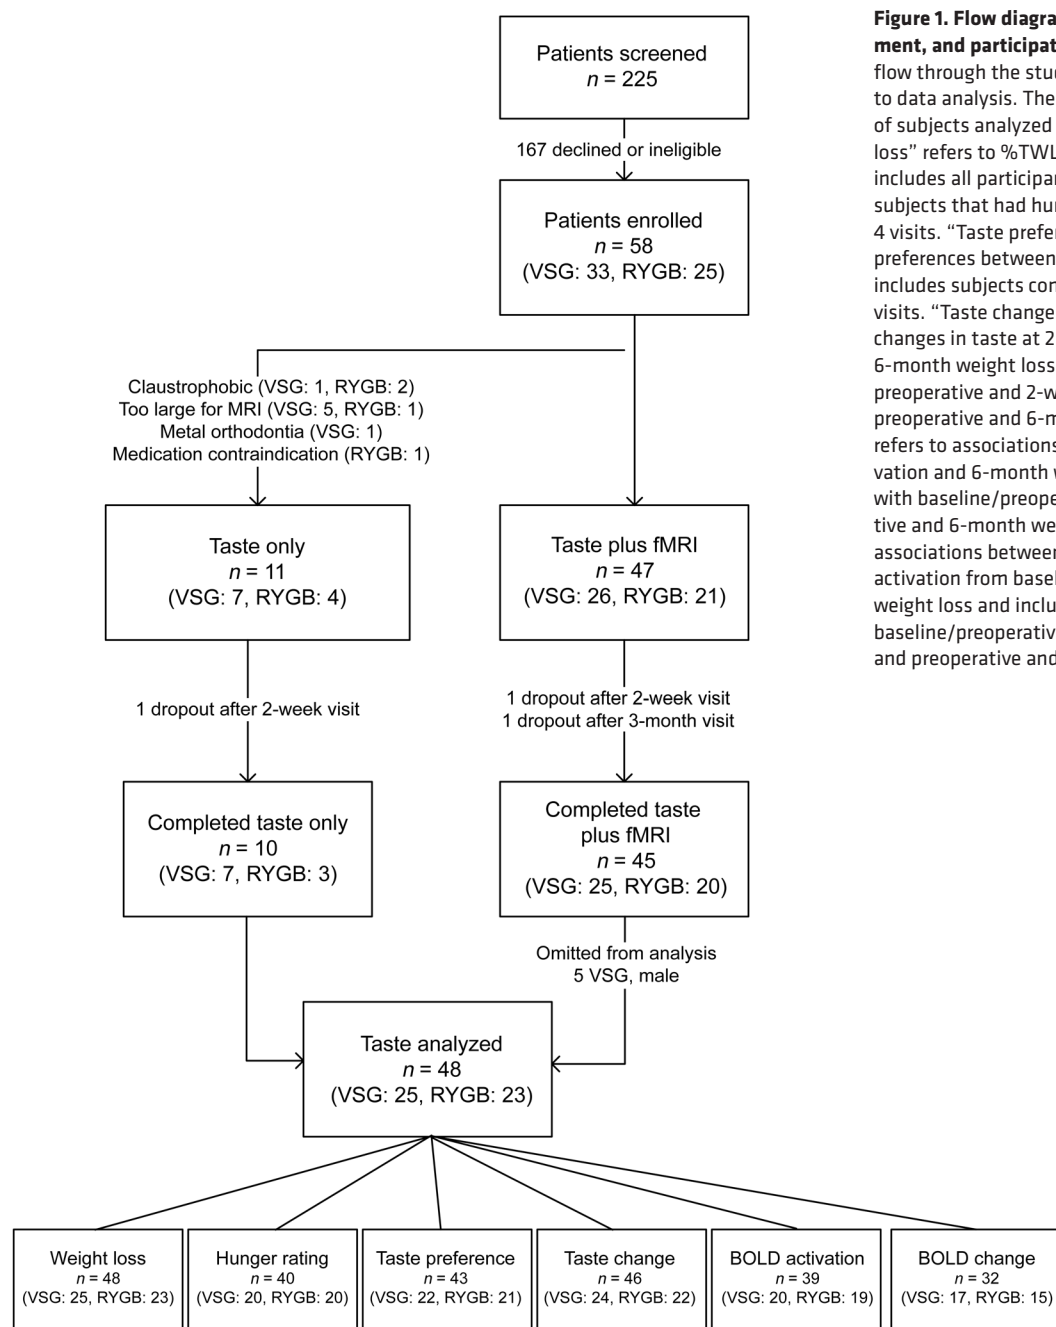 Patients screened
n = 225
167 declined or ineligible
Patients enrolled
n = 58
(VSG: 33, RYGB: 25)
Claustrophobic (VSG: 1, RYGB: 2)
Too large for MRI (VSG: 5, RYGB: 1)
Metal orthodontia (VSG: 1)
Medication contraindication (RYGB: 1)
Taste only
n = 11
(VSG: 7, RYGB: 4)
Taste plus fMRI
n = 47
(VSG: 26, RYGB: 21)
1 dropout after 2-week visit
1 dropout after 2-week visit
1 dropout after 3-month visit
Completed taste only
n = 10
(VSG: 7, RYGB: 3)
Completed taste
plus fMRI
n = 45
(VSG: 25, RYGB: 20)
Omitted from analysis
5 VSG, male
Taste analyzed
n = 48
(VSG: 25, RYGB: 23)
Weight loss
n = 48
(VSG: 25, RYGB: 23)
Hunger rating
n = 40
(VSG: 20, RYGB: 20)
Taste preference
n = 43
(VSG: 22, RYGB: 21)
Taste change
n = 46
(VSG: 24, RYGB: 22)
BOLD activation
n = 39
(VSG: 20, RYGB: 19)
BOLD change
n = 32
(VSG: 17, RYGB: 15)
Figure 1. Flow diagra
ment, and participat
flow through the stu
to data analysis. The
of subjects analyzed
loss” refers to %TWL
includes all participa
subjects that had hu
4 visits. “Taste prefe
preferences between
includes subjects con
visits. “Taste change
changes in taste at 2
6-month weight loss
preoperative and 2-w
preoperative and 6-m
refers to associations
vation and 6-month
with baseline/preope
tive and 6-month we
associations between
activation from basel
weight loss and inclu
baseline/preoperativ
and preoperative and